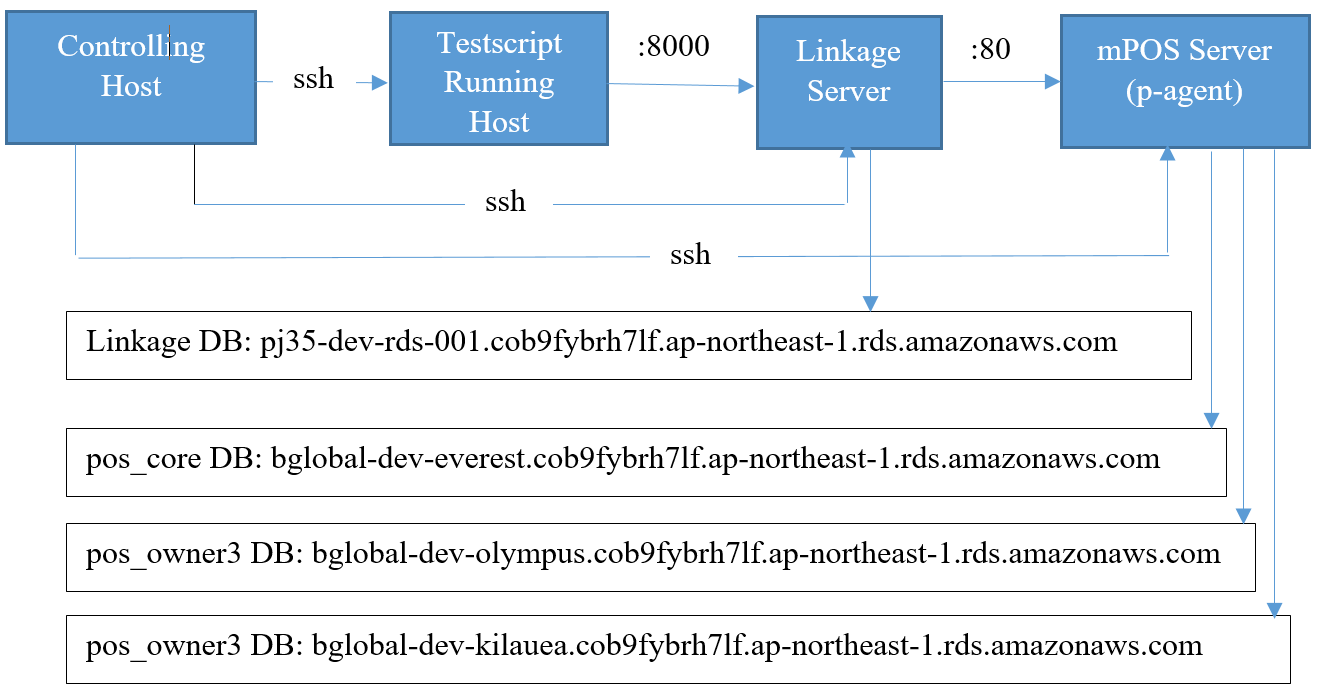 Controlling
Host
ssh
Testscript
Running
Host
:8000
Linkage
Server
:80
mPOS Server
(p-agent)
ssh
ssh
Linkage DB: pj35-dev-rds-001.cob9fybrh7lf.ap-northeast-1.rds.amazonaws.com
pos_core DB: bglobal-dev-everest.cob9fybrh7lf.ap-northeast-1.rds.amazonaws.com
pos_owner3 DB: bglobal-dev-olympus.cob9fybrh7lf.ap-northeast-1.rds.amazonaws.com
pos_owner3 DB: bglobal-dev-kilauea.cob9fybrh7lf.ap-northeast-1.rds.amazonaws.com